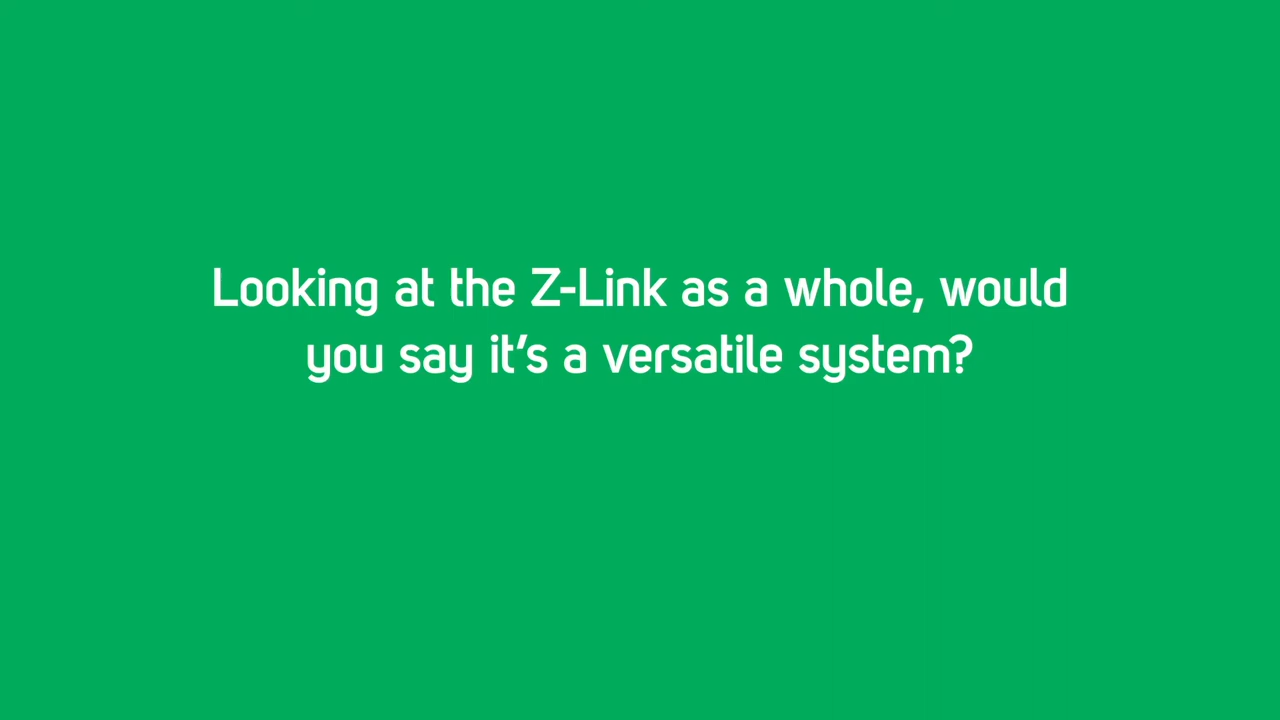 Looking at the Z-Link as a whole, would
you say it’s a versatile system?